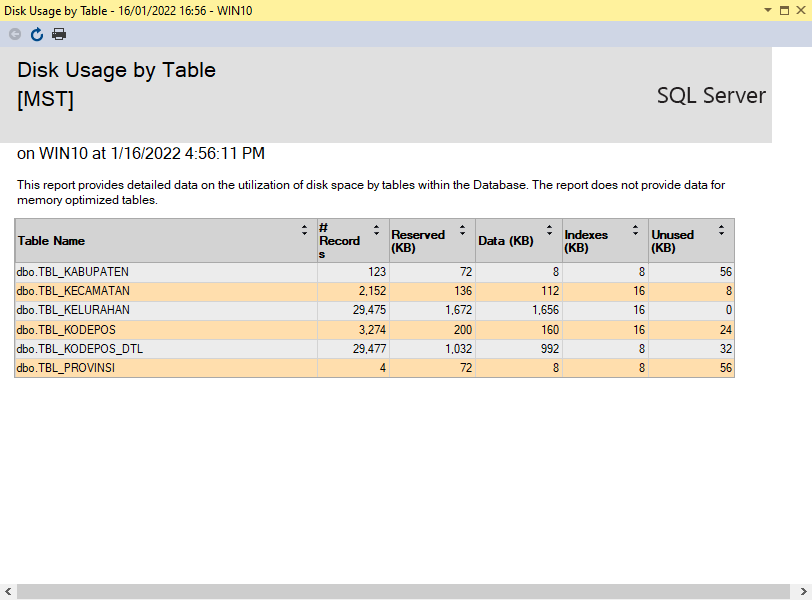 Disk Usage by Table - 16/01/2022 16:56 - WIN10
Disk Usage by Table
[MST]
SQL Server
on WIN10 at 1/16/2022 4:56:11 PM
This report provides detailed data on the utilization of disk space by tables within the Database. The report does not provide data for
memory optimized tables.
Table Name # Records Reserved (KB) Data (KB) Indexes (KB) Unused (KB)
dbo.TBL_KABUPATEN 123 72 8 8 56
dbo.TBL_KECAMATAN 2,152 136 112 16 8
dbo.TBL_KELURAHAN 29,475 1,672 1,656 16 0
dbo.TBL_KODEPOS 3,274 200 160 16 24
dbo.TBL_KODEPOS_DTL 29,477 1,032 992 8 32
dbo.TBL_PROVINSI 4 72 8 8 56